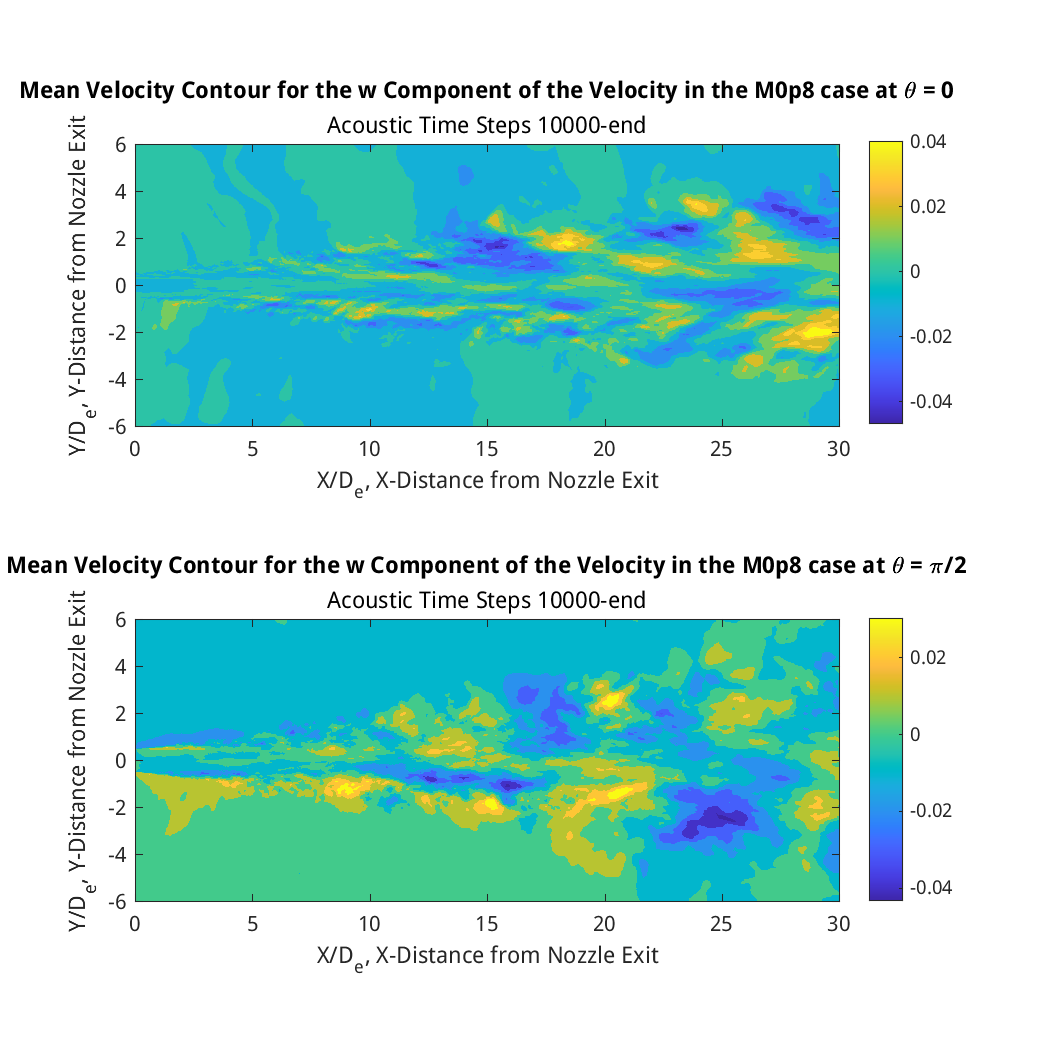 Mean Velocity Contour for the w Component of the Velocity in the M0p8 case at θ = 0
Acoustic Time Steps 10000-end
Y/De, Y-Distance from Nozzle Exit
6
4
2
0
-2
-4
-6
0 5 10 15 20 25 30
X/De, X-Distance from Nozzle Exit
0.04
0.02
0
-0.02
-0.04
Mean Velocity Contour for the w Component of the Velocity in the M0p8 case at θ = π/2
Acoustic Time Steps 10000-end
Y/De, Y-Distance from Nozzle Exit
6
4
2
0
-2
-4
-6
0 5 10 15 20 25 30
X/De, X-Distance from Nozzle Exit
0.02
0
-0.02
-0.04